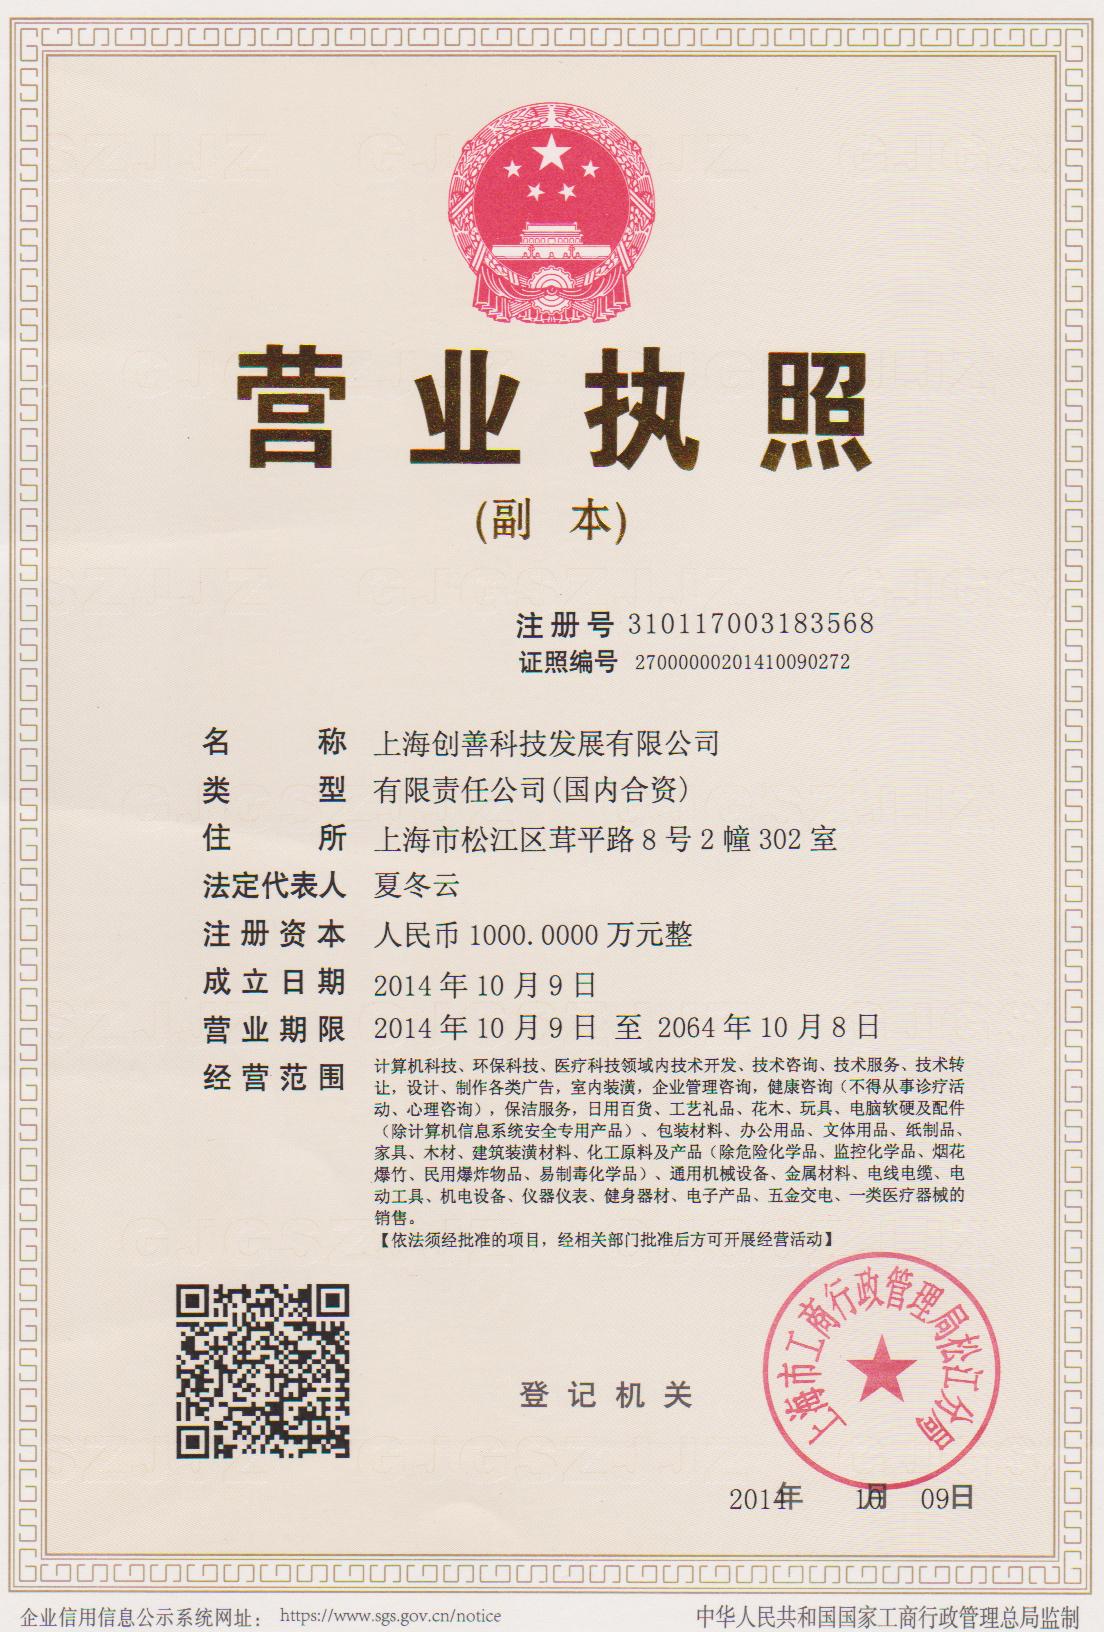 营业执照
(副 本)
注册号 310117003183568
证照编号 27000000201410090272
名称 上海创善科技发展有限公司
类型 有限责任公司(国内合资)
住所 上海市松江区茸平路8号2幢302室
法定代表人 夏冬云
注册资本 人民币1000.0000万元整
成立日期 2014年10月9日
营业期限 2014年10月9日 至 2064年10月8日
经营范围 计算机科技、环保科技、医疗科技领域内技术开发、技术咨询、技术服务、技术转
让，设计、制作各类广告，室内装潢，企业管理咨询，健康咨询（不得从事诊疗活
动、心理咨询），保洁服务，日用百货、工艺礼品、花木、玩具、电脑软硬及配件
（除计算机信息系统安全专用产品）、包装材料、办公用品、文体用品、纸制品、
家具、木材、建筑装潢材料、化工原料及产品（除危险化学品、监控化学品、烟花
爆竹、民用爆炸物品、易制毒化学品）、通用机械设备、金属材料、电线电缆、电
动工具、机电设备、仪器仪表、健身器材、电子产品、五金交电、一类医疗器械的
销售。
【依法须经批准的项目，经相关部门批准后方可开展经营活动】
上海市工商行政管理局松江分局
登记机关
2014年 10月 09日
企业信用信息公示系统网址： https://www.sgs.gov.cn/notice
中华人民共和国国家工商行政管理总局监制